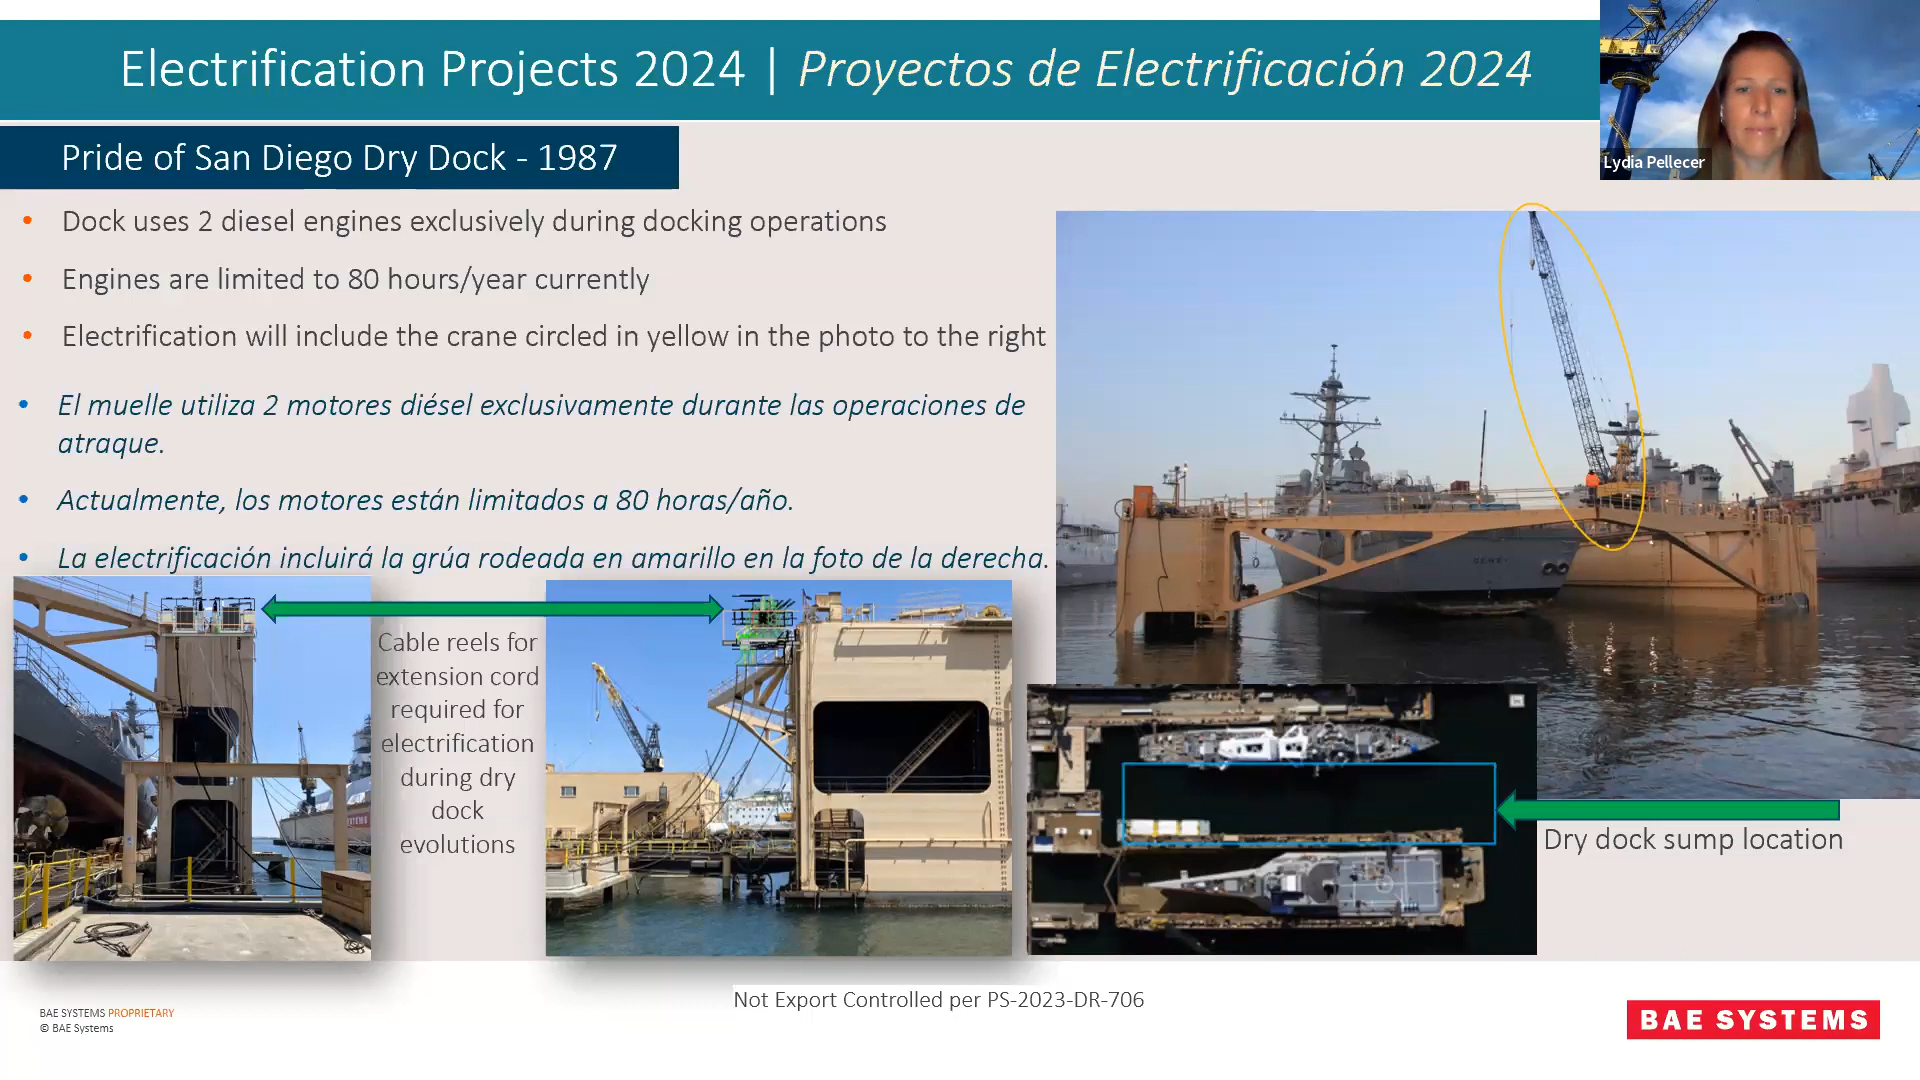 Electrification Projects 2024 | Proyectos de Electrificación 2024
Lydia Pellecer
Pride of San Diego Dry Dock - 1987
• Dock uses 2 diesel engines exclusively during docking operations
• Engines are limited to 80 hours/year currently
• Electrification will include the crane circled in yellow in the photo to the right
• El muelle utiliza 2 motores diésel exclusivamente durante las operaciones de
atraque.
• Actualmente, los motores están limitados a 80 horas/año.
• La electrificación incluirá la grúa rodeada en amarillo en la foto de la derecha.
Cable reels for
extension cord
required for
electrification
during dry
dock
evolutions
DEWEY
Dry dock sump location
Not Export Controlled per PS-2023-DR-706
BAE SYSTEMS PROPRIETARY
© BAE Systems
BAE SYSTEMS